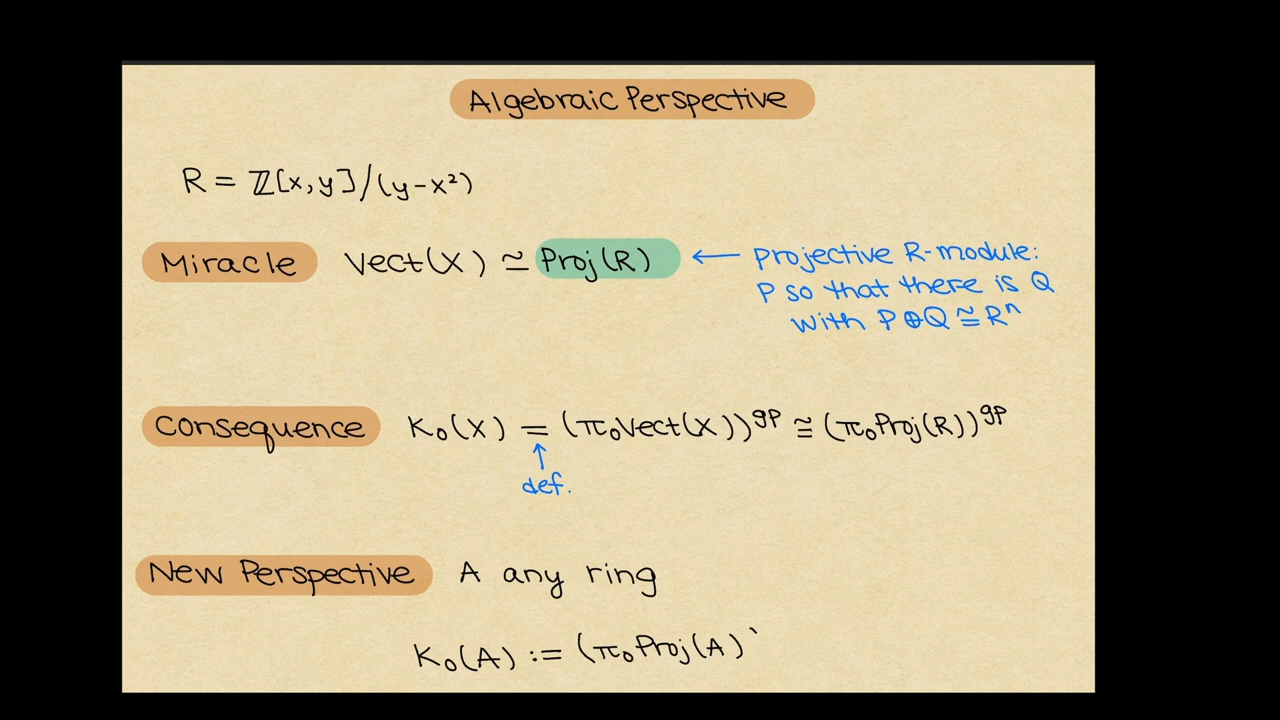 Algebraic Perspective
R = ℤ[x,y]/(y-x²)
Miracle Vect(X) ≃ Proj(R) ← projective R-module:
P so that there is Q
with P⊕Q ≅ Rⁿ
Consequence K₀(X) = (π₀Vect(X))^gp ≅ (π₀Proj(R))^gp
↑
def.
New Perspective A any ring
K₀(A) := (π₀Proj(A)